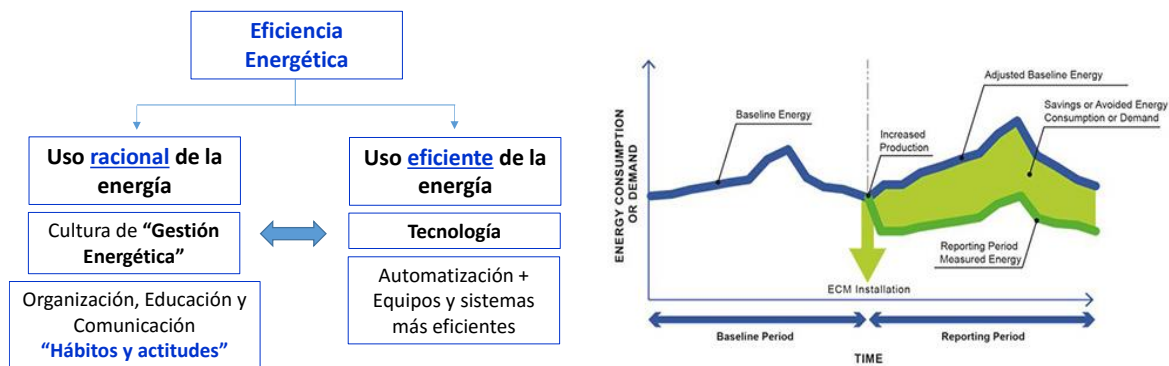 Eficiencia
Energética
Uso racional de la
energía
Cultura de “Gestión
Energética”
Organización, Educación y
Comunicación
“Hábitos y actitudes”
Uso eficiente de la
energía
Tecnología
Automatización +
Equipos y sistemas
más eficientes
ENERGY CONSUMPTION
OR DEMAND
Baseline Energy
Adjusted Baseline Energy
Savings or Avoided Energy
Consumption or Demand
Increased
Production
Reporting Period
Measured Energy
ECM Installation
Baseline Period
Reporting Period
TIME